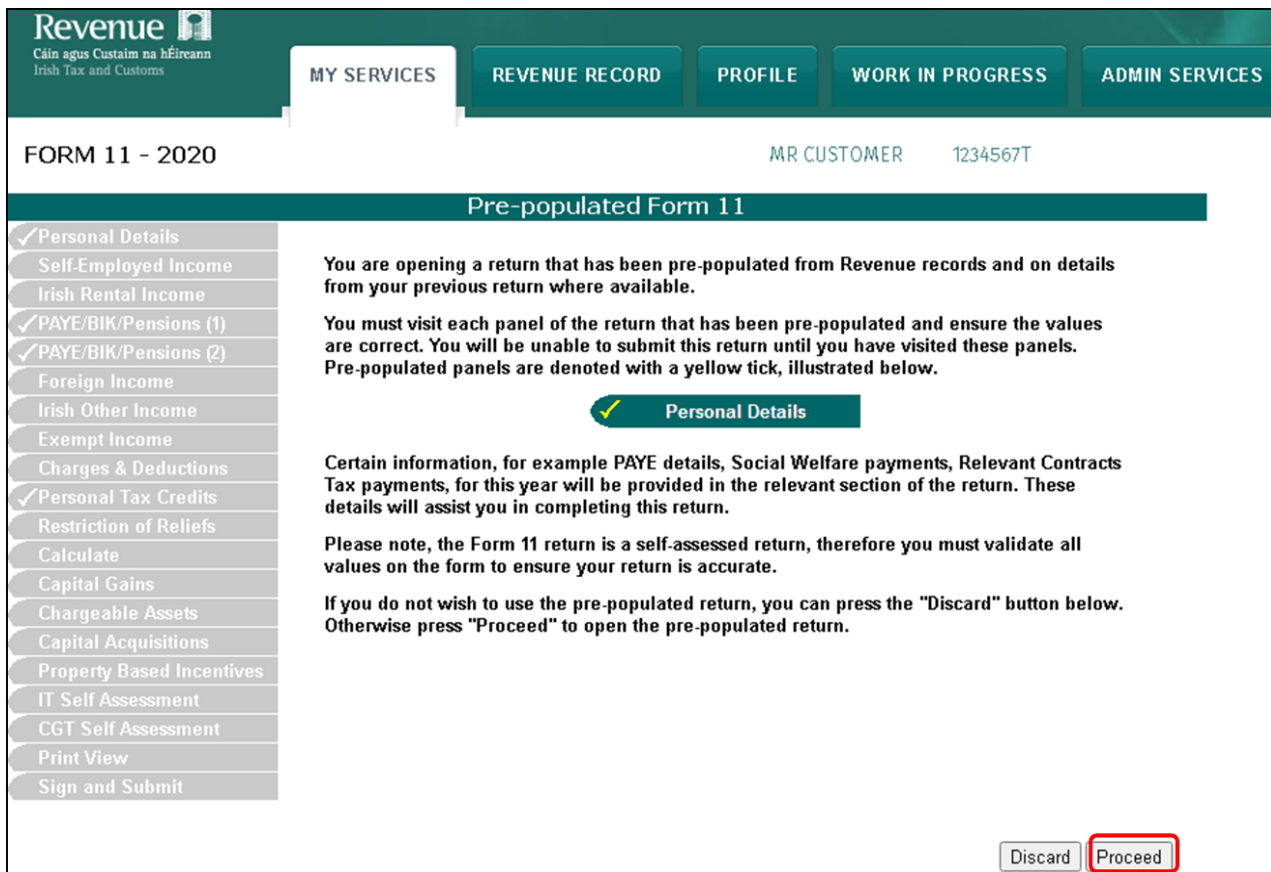 Revenue
Cáin agus Custaim na hÉireann
Irish Tax and Customs
MY SERVICES
REVENUE RECORD
PROFILE
WORK IN PROGRESS
ADMIN SERVICES
FORM 11 - 2020
MR CUSTOMER 1234567T
Pre-populated Form 11
Personal Details
Self-Employed Income
Irish Rental Income
PAYE/BIK/Pensions (1)
PAYE/BIK/Pensions (2)
Foreign Income
Irish Other Income
Exempt Income
Charges & Deductions
Personal Tax Credits
Restriction of Reliefs
Calculate
Capital Gains
Chargeable Assets
Capital Acquisitions
Property Based Incentives
IT Self Assessment
CGT Self Assessment
Print View
Sign and Submit
You are opening a return that has been pre-populated from Revenue records and on details
from your previous return where available.
You must visit each panel of the return that has been pre-populated and ensure the values
are correct. You will be unable to submit this return until you have visited these panels.
Pre-populated panels are denoted with a yellow tick, illustrated below.
Personal Details
Certain information, for example PAYE details, Social Welfare payments, Relevant Contracts
Tax payments, for this year will be provided in the relevant section of the return. These
details will assist you in completing this return.
Please note, the Form 11 return is a self-assessed return, therefore you must validate all
values on the form to ensure your return is accurate.
If you do not wish to use the pre-populated return, you can press the "Discard" button below.
Otherwise press "Proceed" to open the pre-populated return.
Discard
Proceed